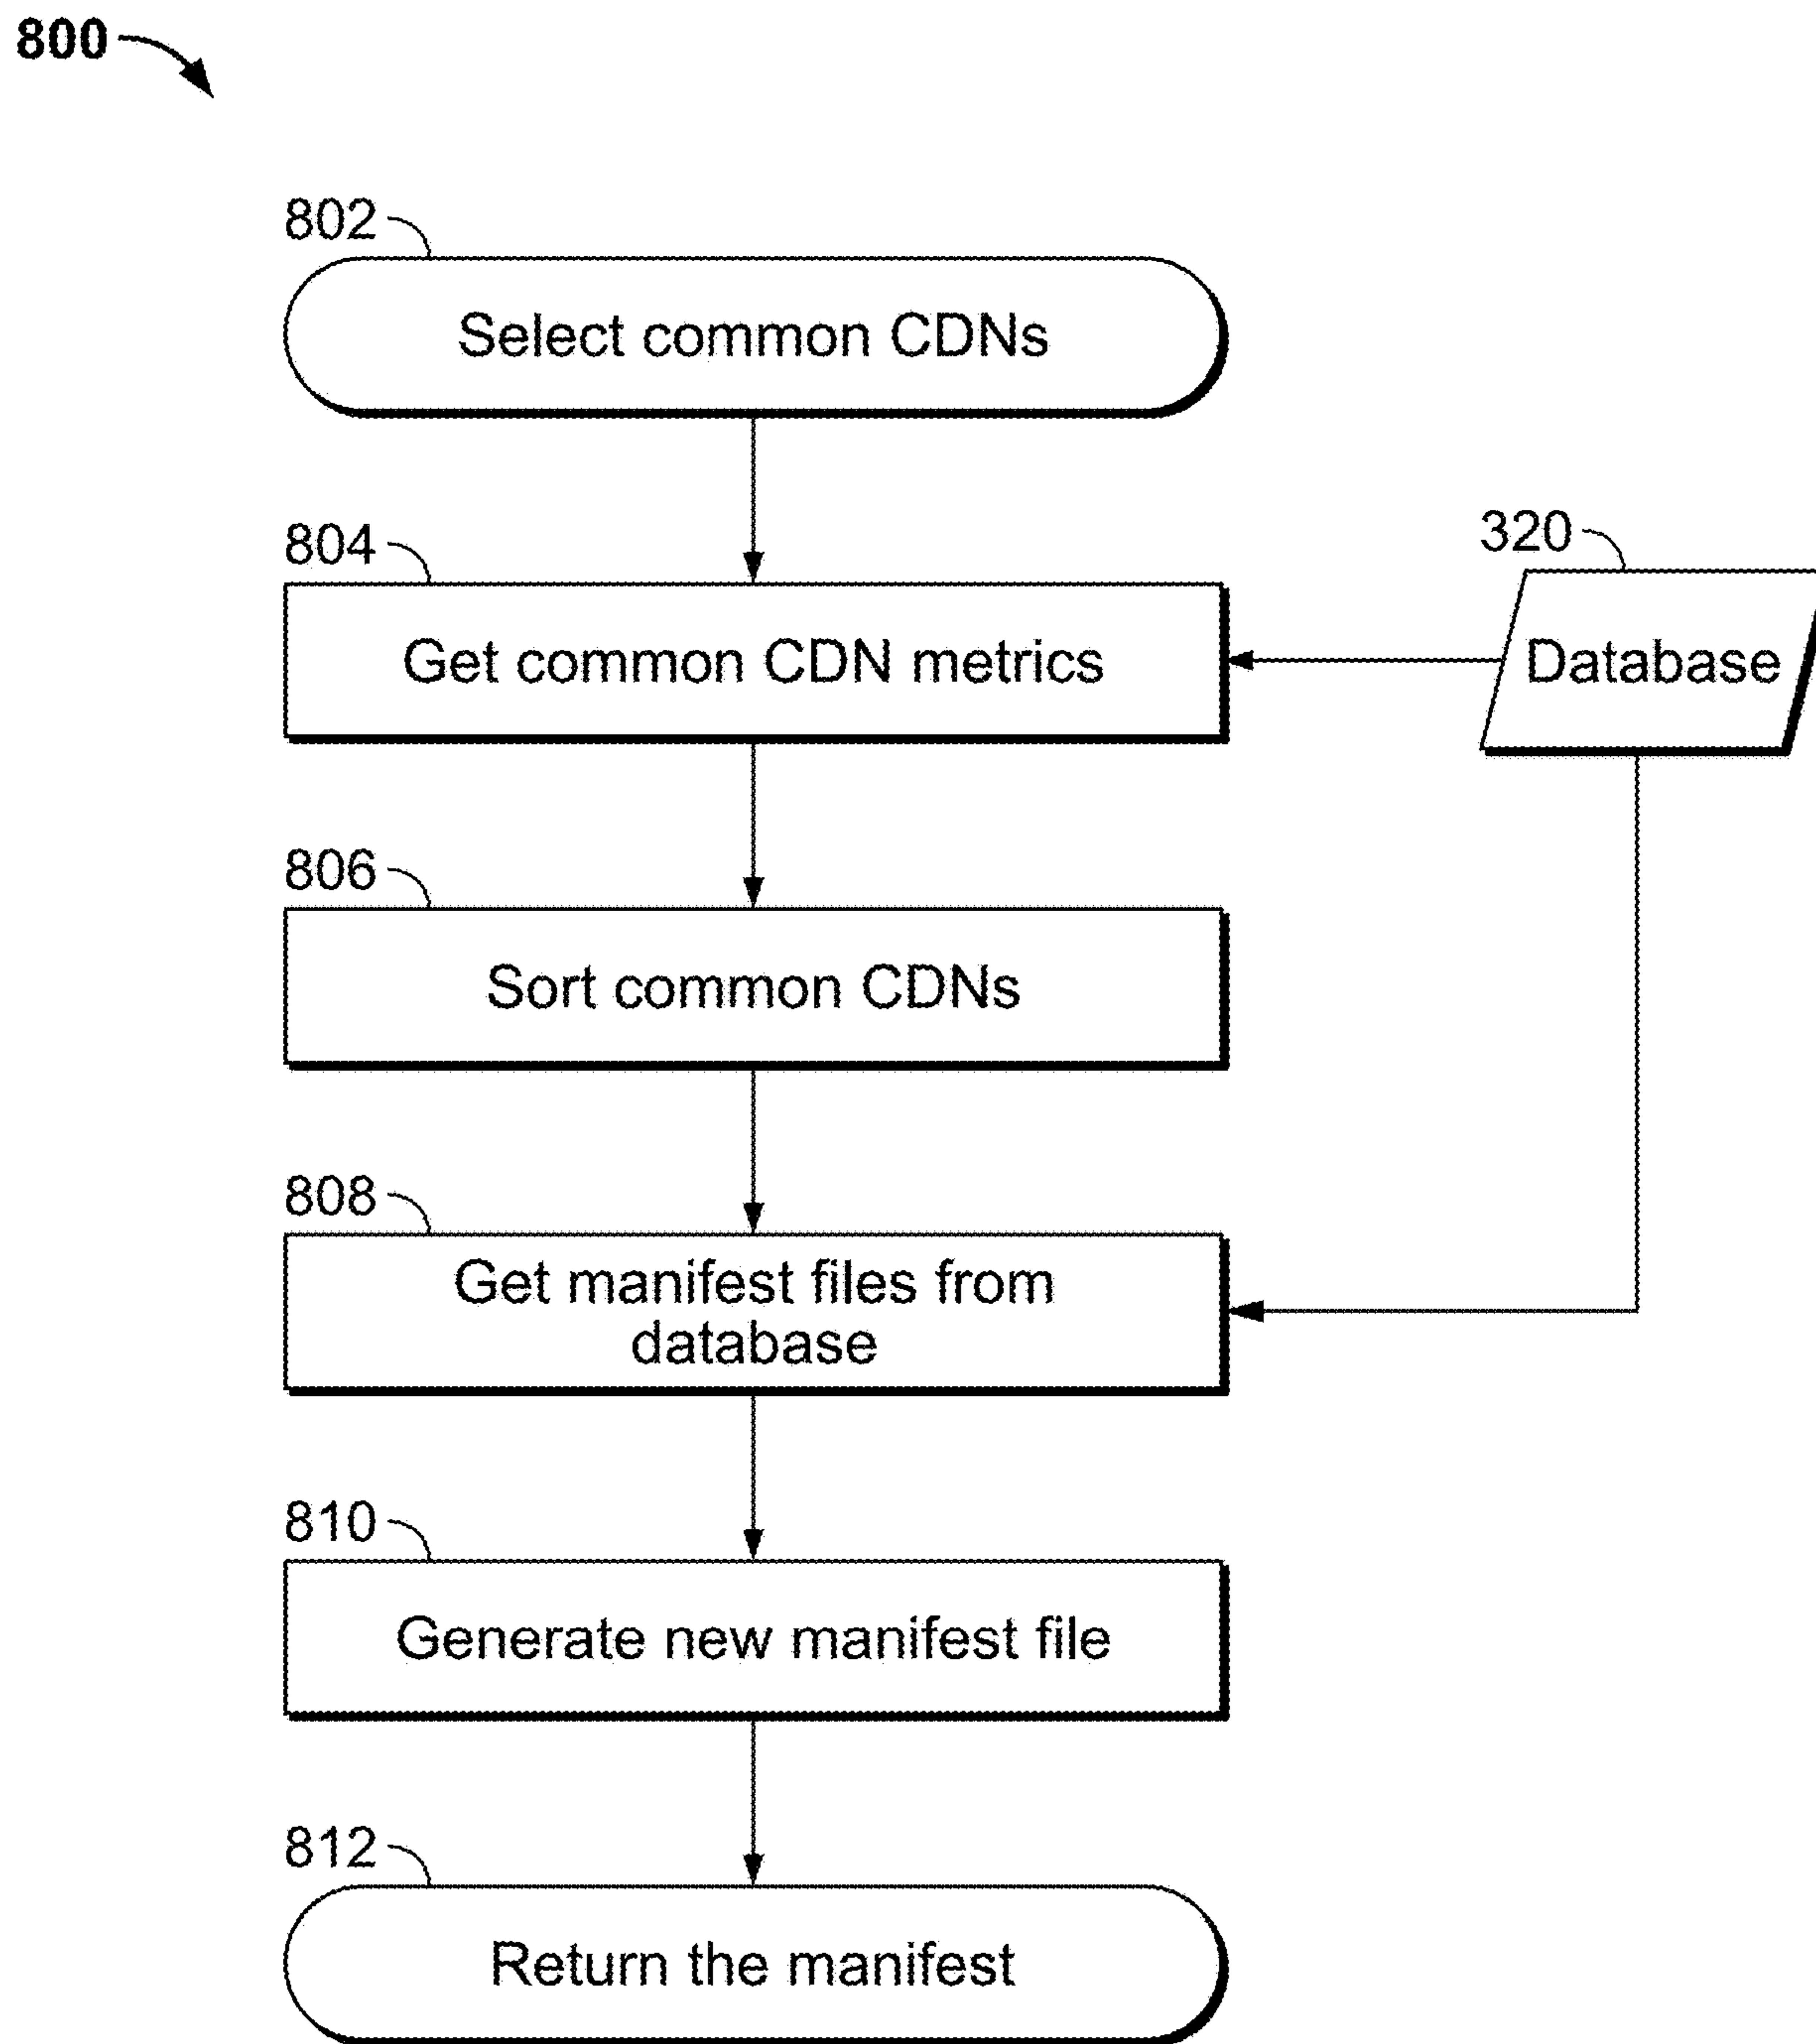 800
802
Select common CDNs
804
Get common CDN metrics
320
Database
806
Sort common CDNs
808
Get manifest files from
database
810
Generate new manifest file
812
Return the manifest